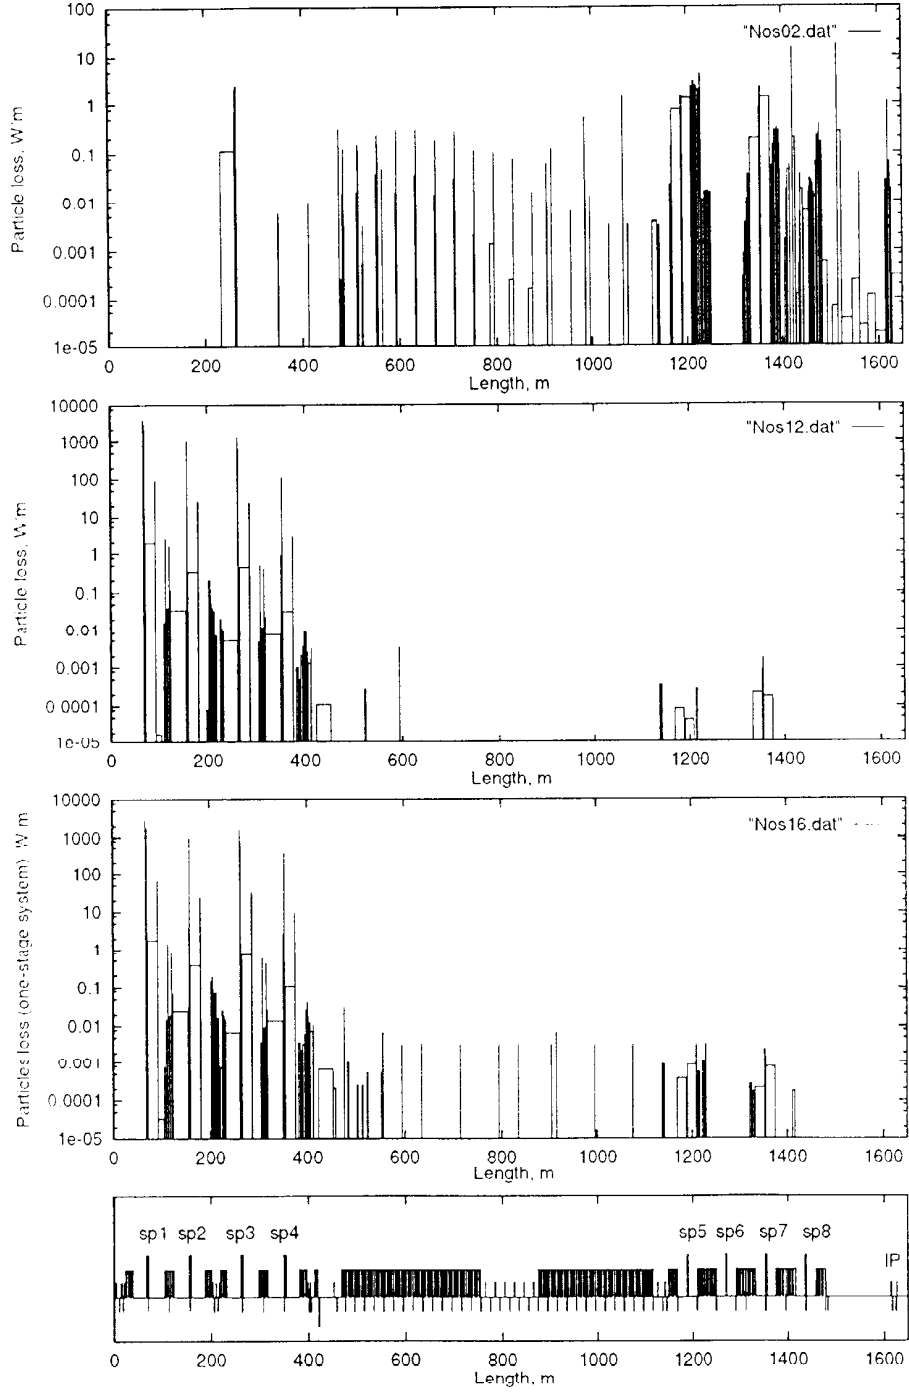 100
10
1
0.1
0.01
0.001
0.0001
1e-05
Particle loss, W/m
"Nos02.dat"
0 200 400 600 800 1000 1200 1400 1600
Length, m
10000
1000
100
10
1
0.1
0.01
0.001
0.0001
1e-05
Particle loss, W/m
"Nos12.dat"
0 200 400 600 800 1000 1200 1400 1600
Length, m
10000
1000
100
10
1
0.1
0.01
0.001
0.0001
1e-05
Particles loss (one-stage system) W/m
"Nos16.dat"
0 200 400 600 800 1000 1200 1400 1600
Length, m
sp1 sp2 sp3 sp4 sp5 sp6 sp7 sp8
IP
0 200 400 600 800 1000 1200 1400 1600
Length, m